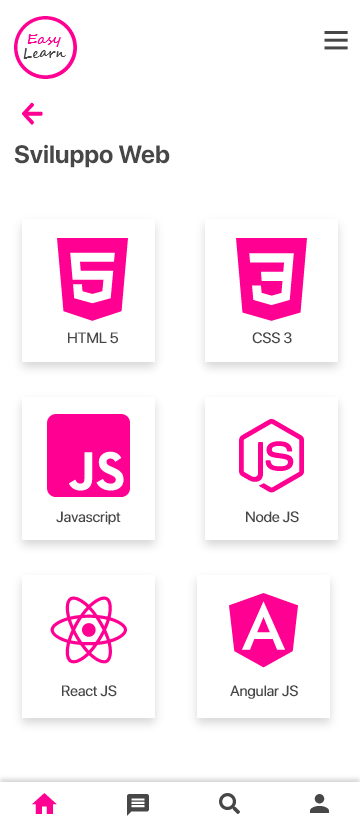 Easy
Learn
Sviluppo Web
5
3
HTML 5
CSS 3
JS
JS
Javascript
Node JS
A
React JS
Angular JS